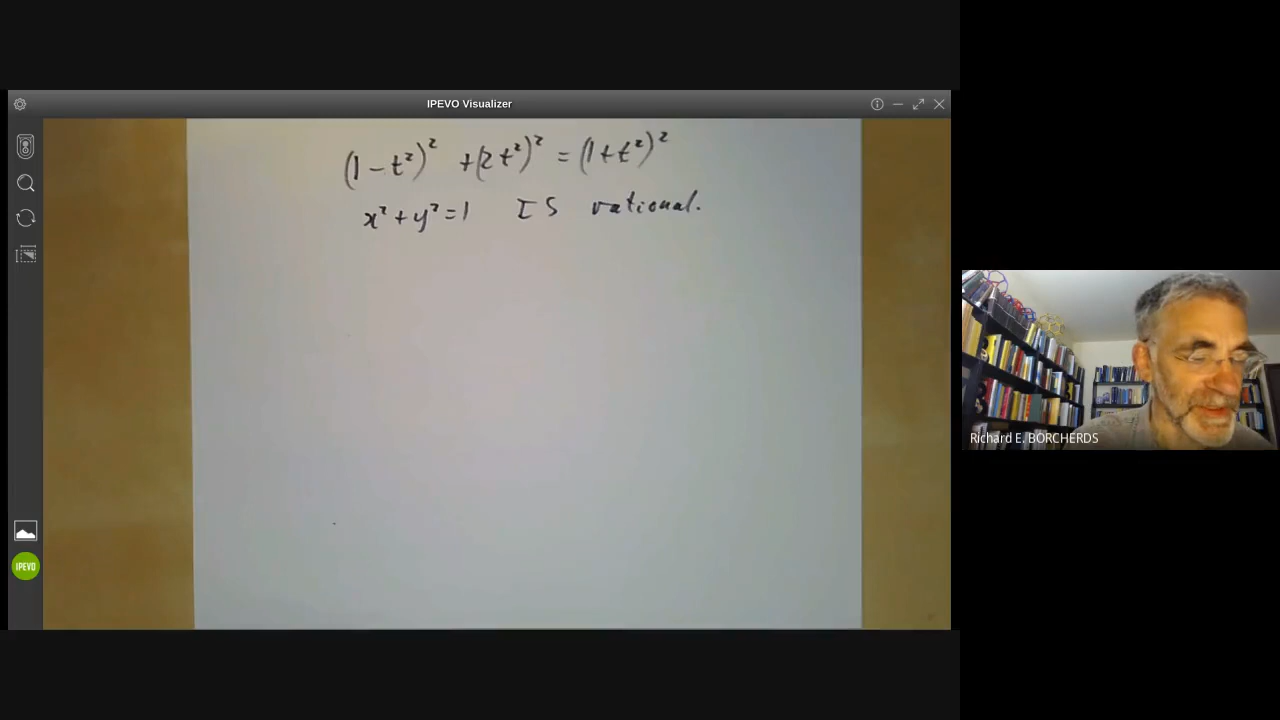 IPEVO Visualizer
(1-t²)² +(2t²)² = (1+t²)²
x²+y²=1 IS rational.
Richard E. BORCHERDS
IPEVO